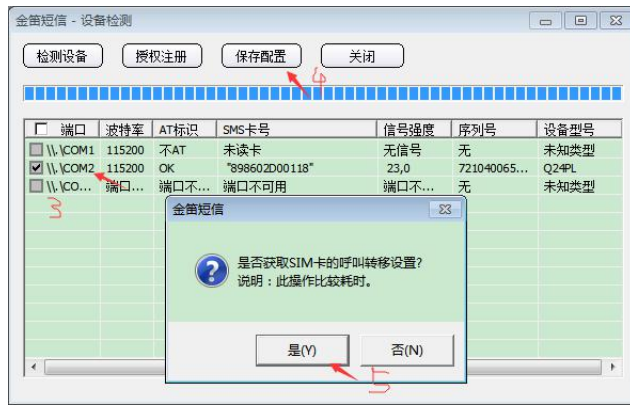 金笛短信 - 设备检测
检测设备 授权注册 保存配置 关闭
4
端口 波特率 AT标识 SMS卡号 信号强度 序列号 设备型号
\\.\COM1 115200 不AT 未读卡 无信号 无 未知类型
\\.\COM2 115200 OK "898602D00118" 23,0 721040065... Q24PL
\\.\CO... 端口... 端口不... 端口不可用 端口不... 无 未知类型
3
金笛短信
是否获取SIM卡的呼叫转移设置?
说明：此操作比较耗时。
是(Y) 否(N)
5